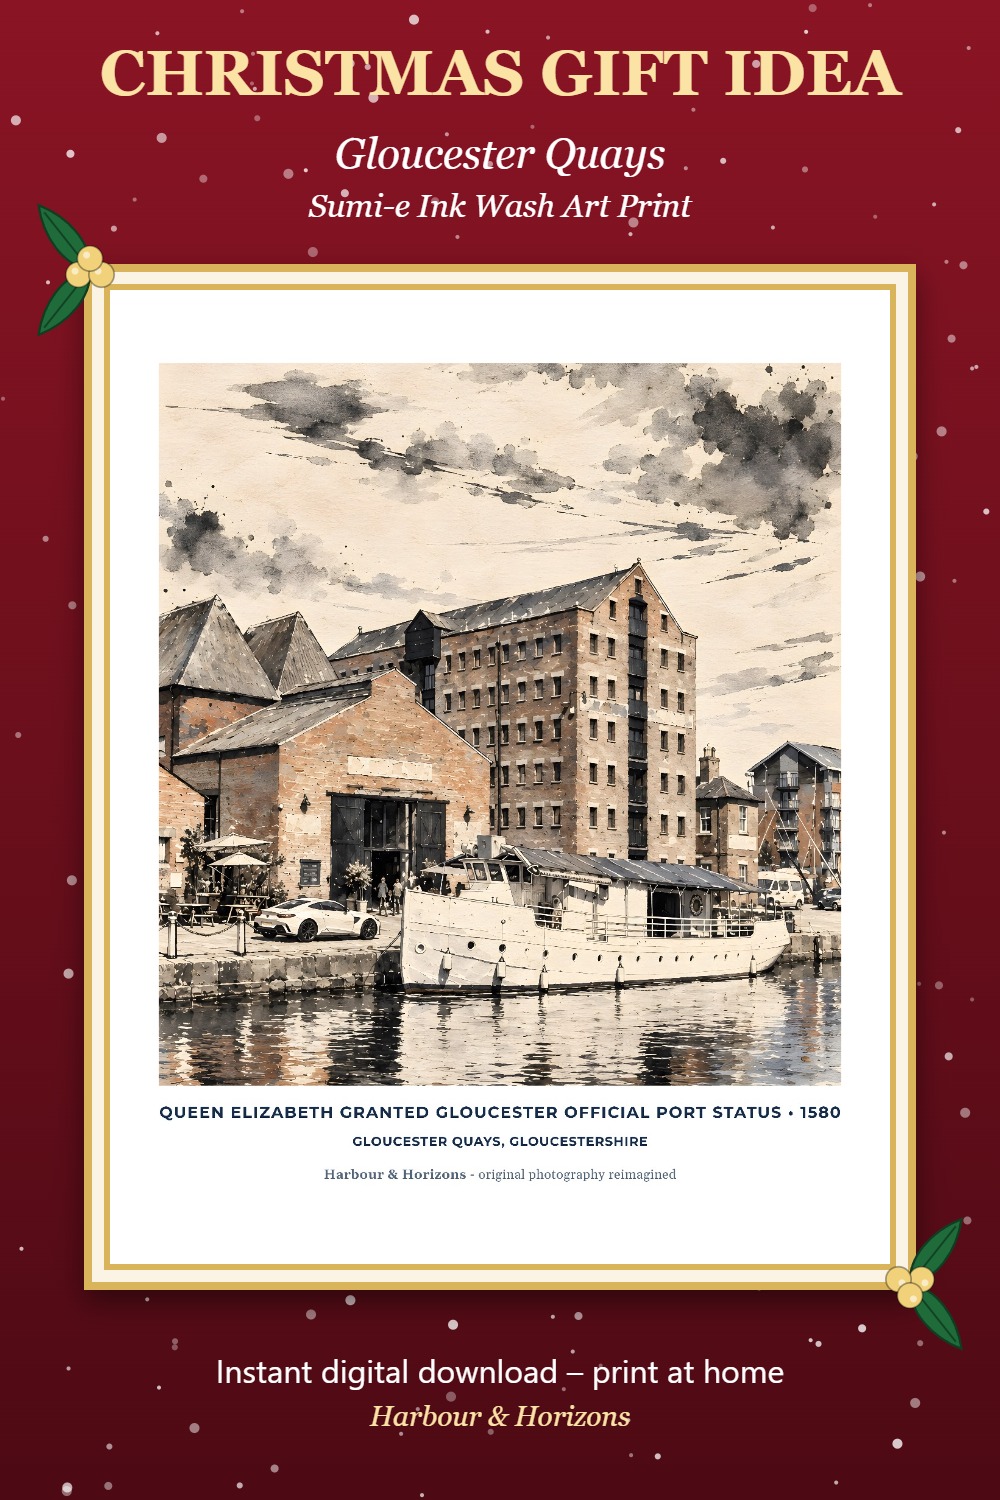 CHRISTMAS GIFT IDEA
Gloucester Quays
Sumi-e Ink Wash Art Print
QUEEN ELIZABETH GRANTED GLOUCESTER OFFICIAL PORT STATUS • 1580
GLOUCESTER QUAYS, GLOUCESTERSHIRE
Harbour & Horizons - original photography reimagined
Instant digital download – print at home
Harbour & Horizons